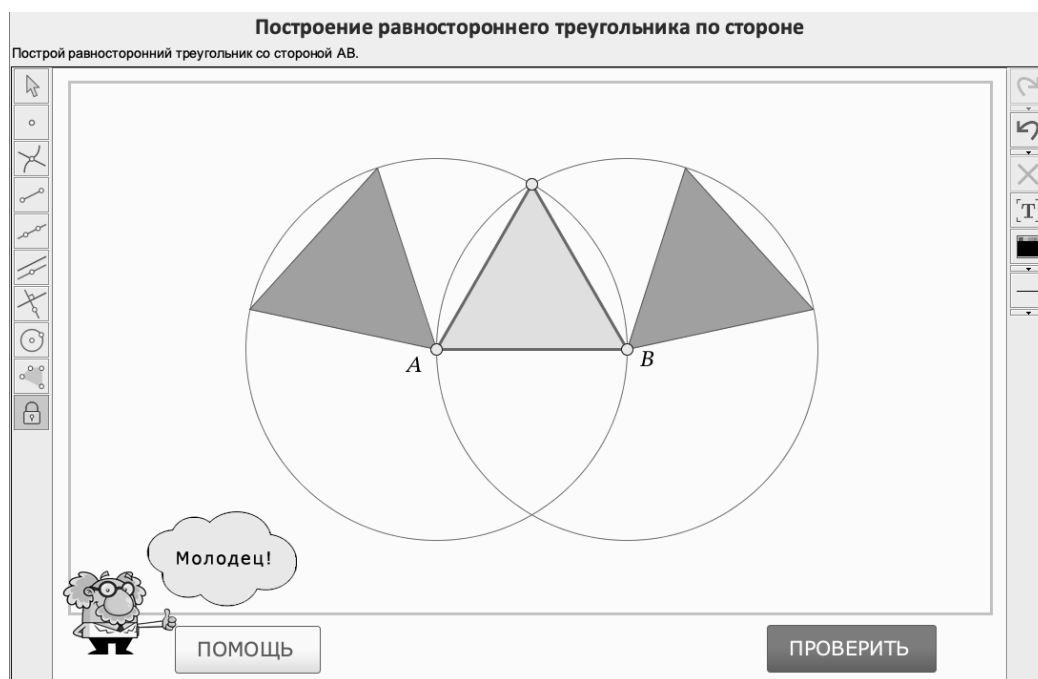 Построение равностороннего треугольника по стороне
Построй равносторонний треугольник со стороной AB.
T
A
B
Молодец!
ПОМОЩЬ
ПРОВЕРИТЬ